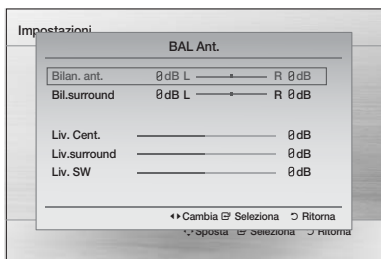 Impostazioni
BAL Ant.
Bilan. ant. 0dB L R 0dB
Bil.surround 0dB L R 0dB
Liv. Cent. 0dB
Liv.surround 0dB
Liv. SW 0dB
Cambia Seleziona Ritorna
Sposta Seleziona Ritorna